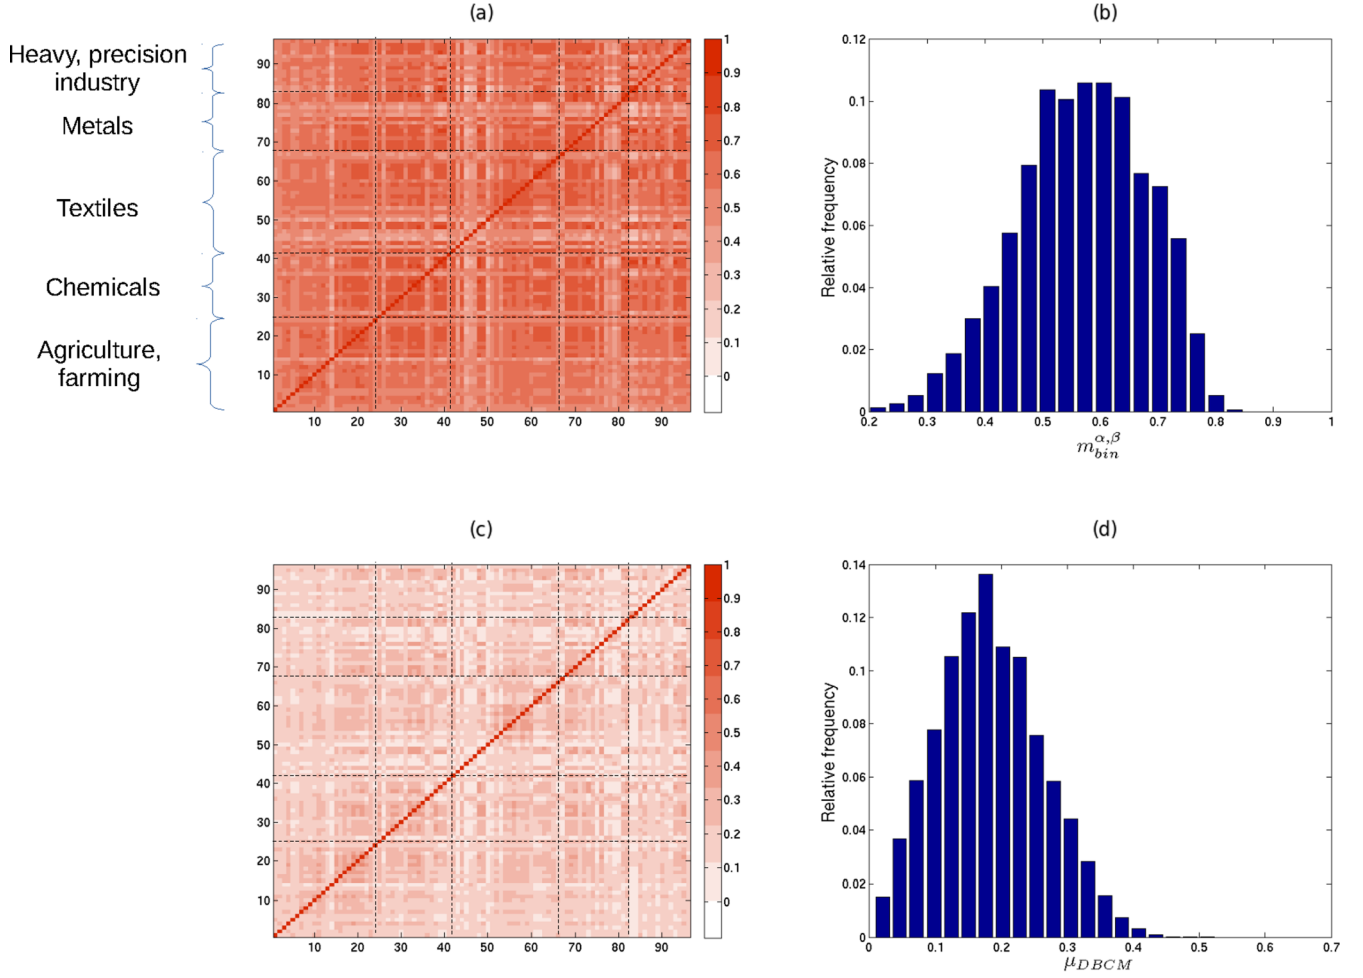 (a)
(b)
Heavy, precision
industry
Metals
Textiles
Chemicals
Agriculture,
farming
90
80
70
60
50
40
30
20
10
10 20 30 40 50 60 70 80 90
1
0.9
0.8
0.7
0.6
0.5
0.4
0.3
0.2
0.1
0
Relative frequency
0.12
0.1
0.08
0.06
0.04
0.02
0
0.2 0.3 0.4 0.5 0.6 0.7 0.8 0.9 1
m_{bin}^{α,β}
(c)
(d)
90
80
70
60
50
40
30
20
10
10 20 30 40 50 60 70 80 90
1
0.9
0.8
0.7
0.6
0.5
0.4
0.3
0.2
0.1
0
Relative frequency
0.14
0.12
0.1
0.08
0.06
0.04
0.02
0
0 0.1 0.2 0.3 0.4 0.5 0.6 0.7
μ_{DBCM}